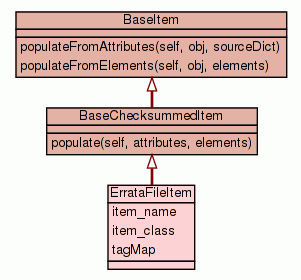 BaseItem
populateFromAttributes(self, obj, sourceDict)
populateFromElements(self, obj, elements)
BaseChecksummedItem
populate(self, attributes, elements)
ErrataFileItem
item_name
item_class
tagMap